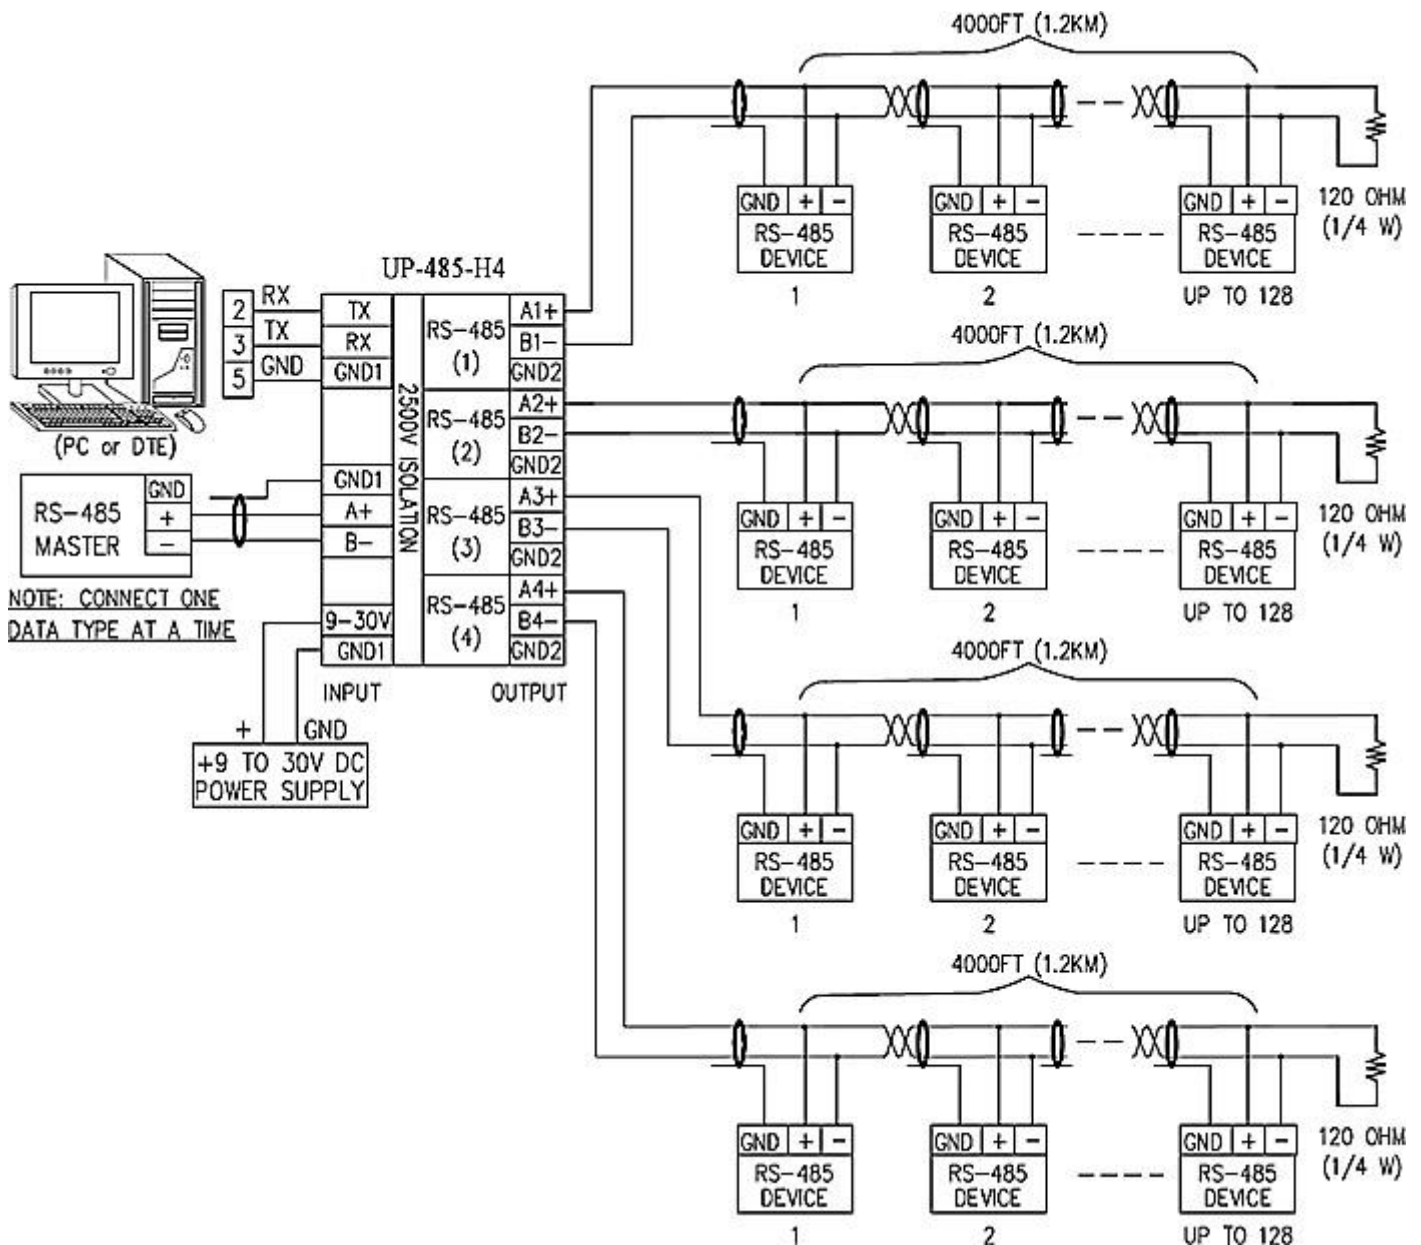 4000FT (1.2KM)
GND + - GND + - GND + -
RS-485 RS-485 RS-485
DEVICE DEVICE DEVICE
1 2 UP TO 128
120 OHM
(1/4 W)
UP-485-H4
2 RX
3 TX
5 GND
(PC or DTE)
TX
RX
GND1
GND1
A+
B-
9-30V
GND1
INPUT
2500V ISOLATION
RS-485
(1)
A1+
B1-
GND2
RS-485
(2)
A2+
B2-
GND2
RS-485
(3)
A3+
B3-
GND2
RS-485
(4)
A4+
B4-
GND2
OUTPUT
RS-485
MASTER
GND
+
-
NOTE: CONNECT ONE
DATA TYPE AT A TIME
+ GND
+9 TO 30V DC
POWER SUPPLY
4000FT (1.2KM)
GND + - GND + - GND + -
RS-485 RS-485 RS-485
DEVICE DEVICE DEVICE
1 2 UP TO 128
120 OHM
(1/4 W)
4000FT (1.2KM)
GND + - GND + - GND + -
RS-485 RS-485 RS-485
DEVICE DEVICE DEVICE
1 2 UP TO 128
120 OHM
(1/4 W)
4000FT (1.2KM)
GND + - GND + - GND + -
RS-485 RS-485 RS-485
DEVICE DEVICE DEVICE
1 2 UP TO 128
120 OHM
(1/4 W)